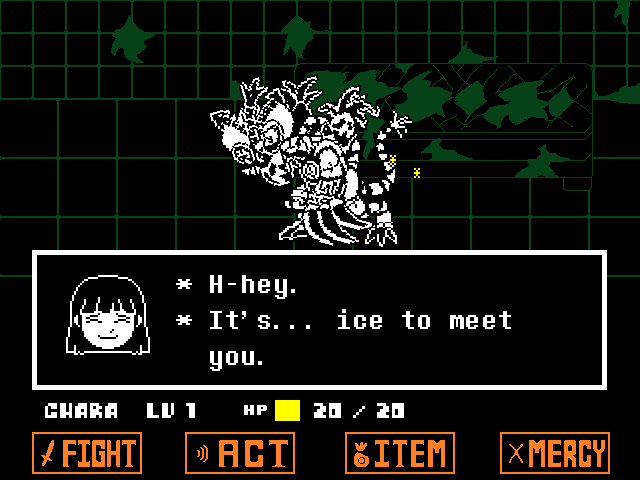 * H-hey.
* It's... ice to meet
you.
CHARA LV 1 HP 20 / 20
FIGHT ACT ITEM MERCY